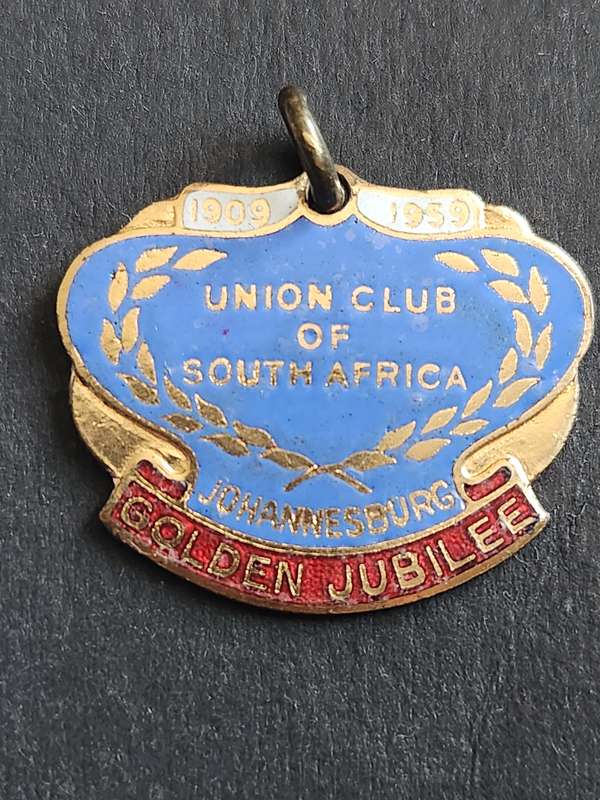 1909 1959
UNION CLUB
OF
SOUTH AFRICA
JOHANNESBURG
GOLDEN JUBILEE